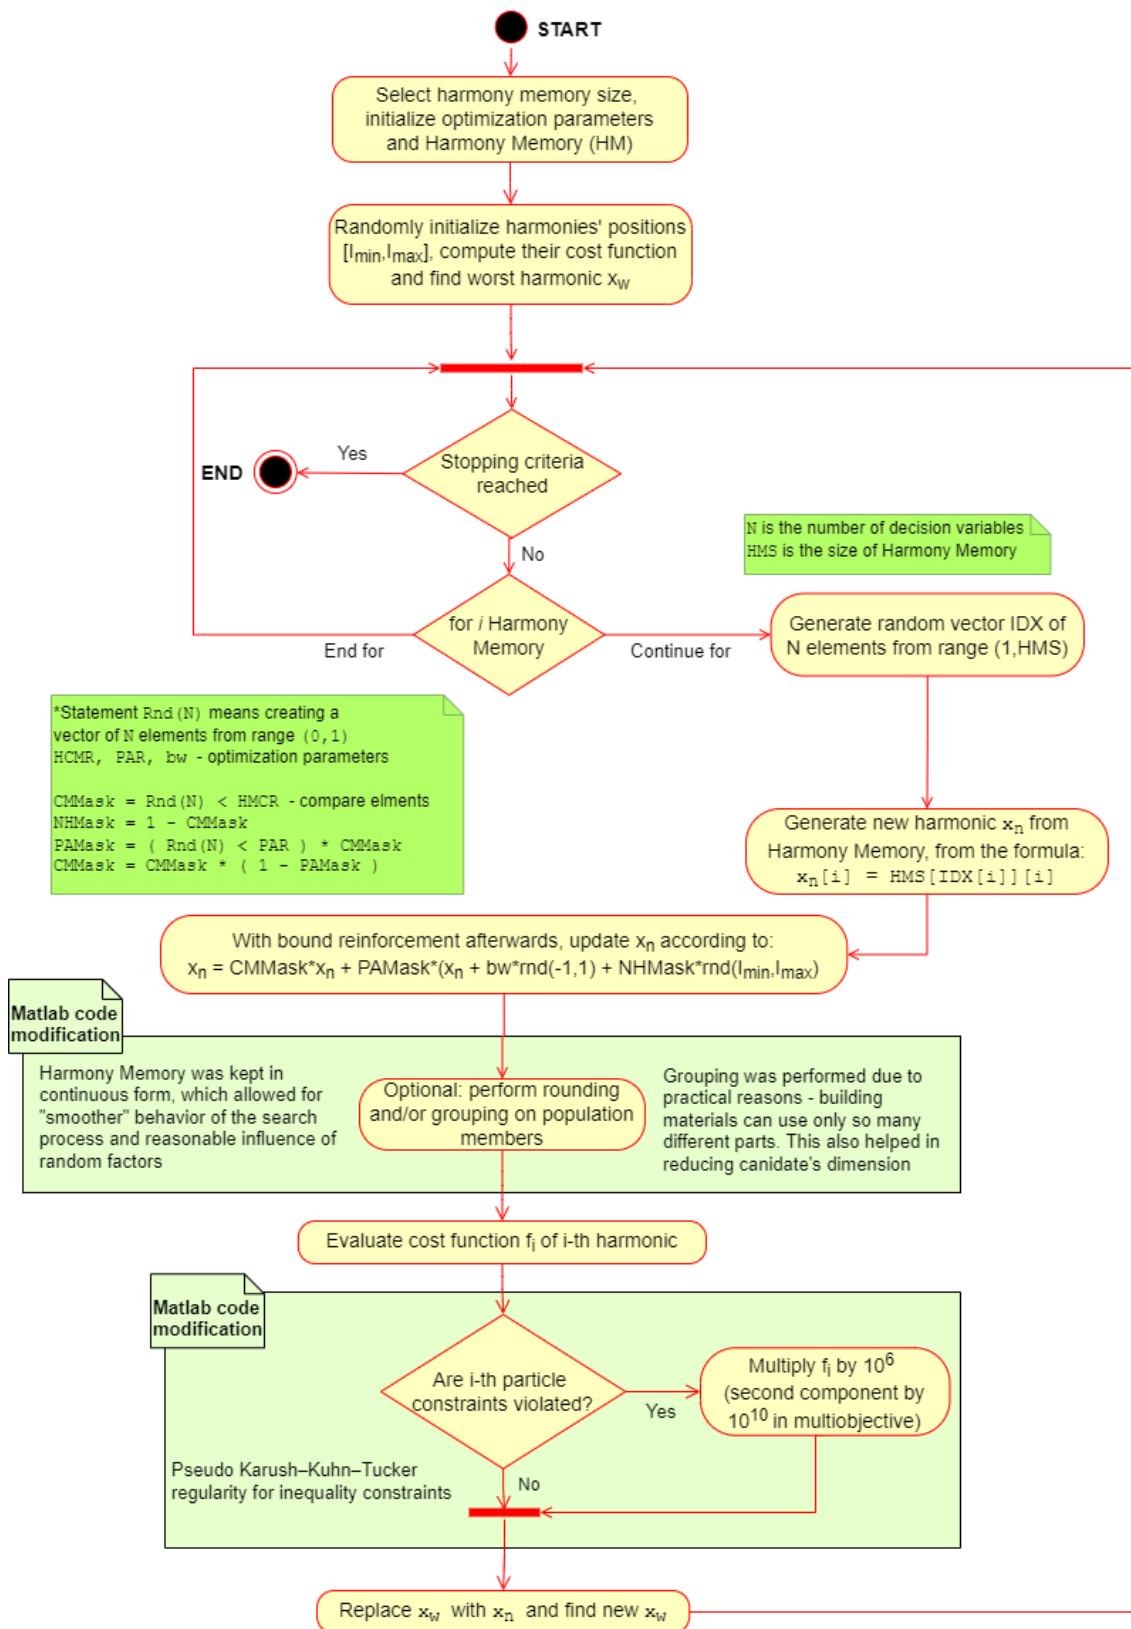 START
Select harmony memory size,
initialize optimization parameters
and Harmony Memory (HM)
Randomly initialize harmonies' positions
[Imin,Imax], compute their cost function
and find worst harmonic xw
Stopping criteria
reached
Yes
END
No
N is the number of decision variables
HMS is the size of Harmony Memory
for i Harmony
Memory
End for
Continue for
Generate random vector IDX of
N elements from range (1,HMS)
*Statement Rnd(N) means creating a
vector of N elements from range (0,1)
HCMR, PAR, bw - optimization parameters
CMMask = Rnd(N) < HMCR - compare elments
NHMask = 1 - CMMask
PAMask = ( Rnd(N) < PAR ) * CMMask
CMMask = CMMask * ( 1 - PAMask )
Generate new harmonic xn from
Harmony Memory, from the formula:
xn[i] = HMS[IDX[i]][i]
With bound reinforcement afterwards, update xn according to:
xn = CMMask*xn + PAMask*(xn + bw*rnd(-1,1) + NHMask*rnd(Imin,Imax)
Matlab code
modification
Harmony Memory was kept in
continuous form, which allowed for
"smoother" behavior of the search
process and reasonable influence of
random factors
Optional: perform rounding
and/or grouping on population
members
Grouping was performed due to
practical reasons - building
materials can use only so many
different parts. This also helped in
reducing canidate's dimension
Evaluate cost function fi of i-th harmonic
Matlab code
modification
Are i-th particle
constraints violated?
Yes
Multiply fi by 10^6
(second component by
10^10 in multiobjective)
No
Pseudo Karush–Kuhn–Tucker
regularity for inequality constraints
Replace xw with xn and find new xw